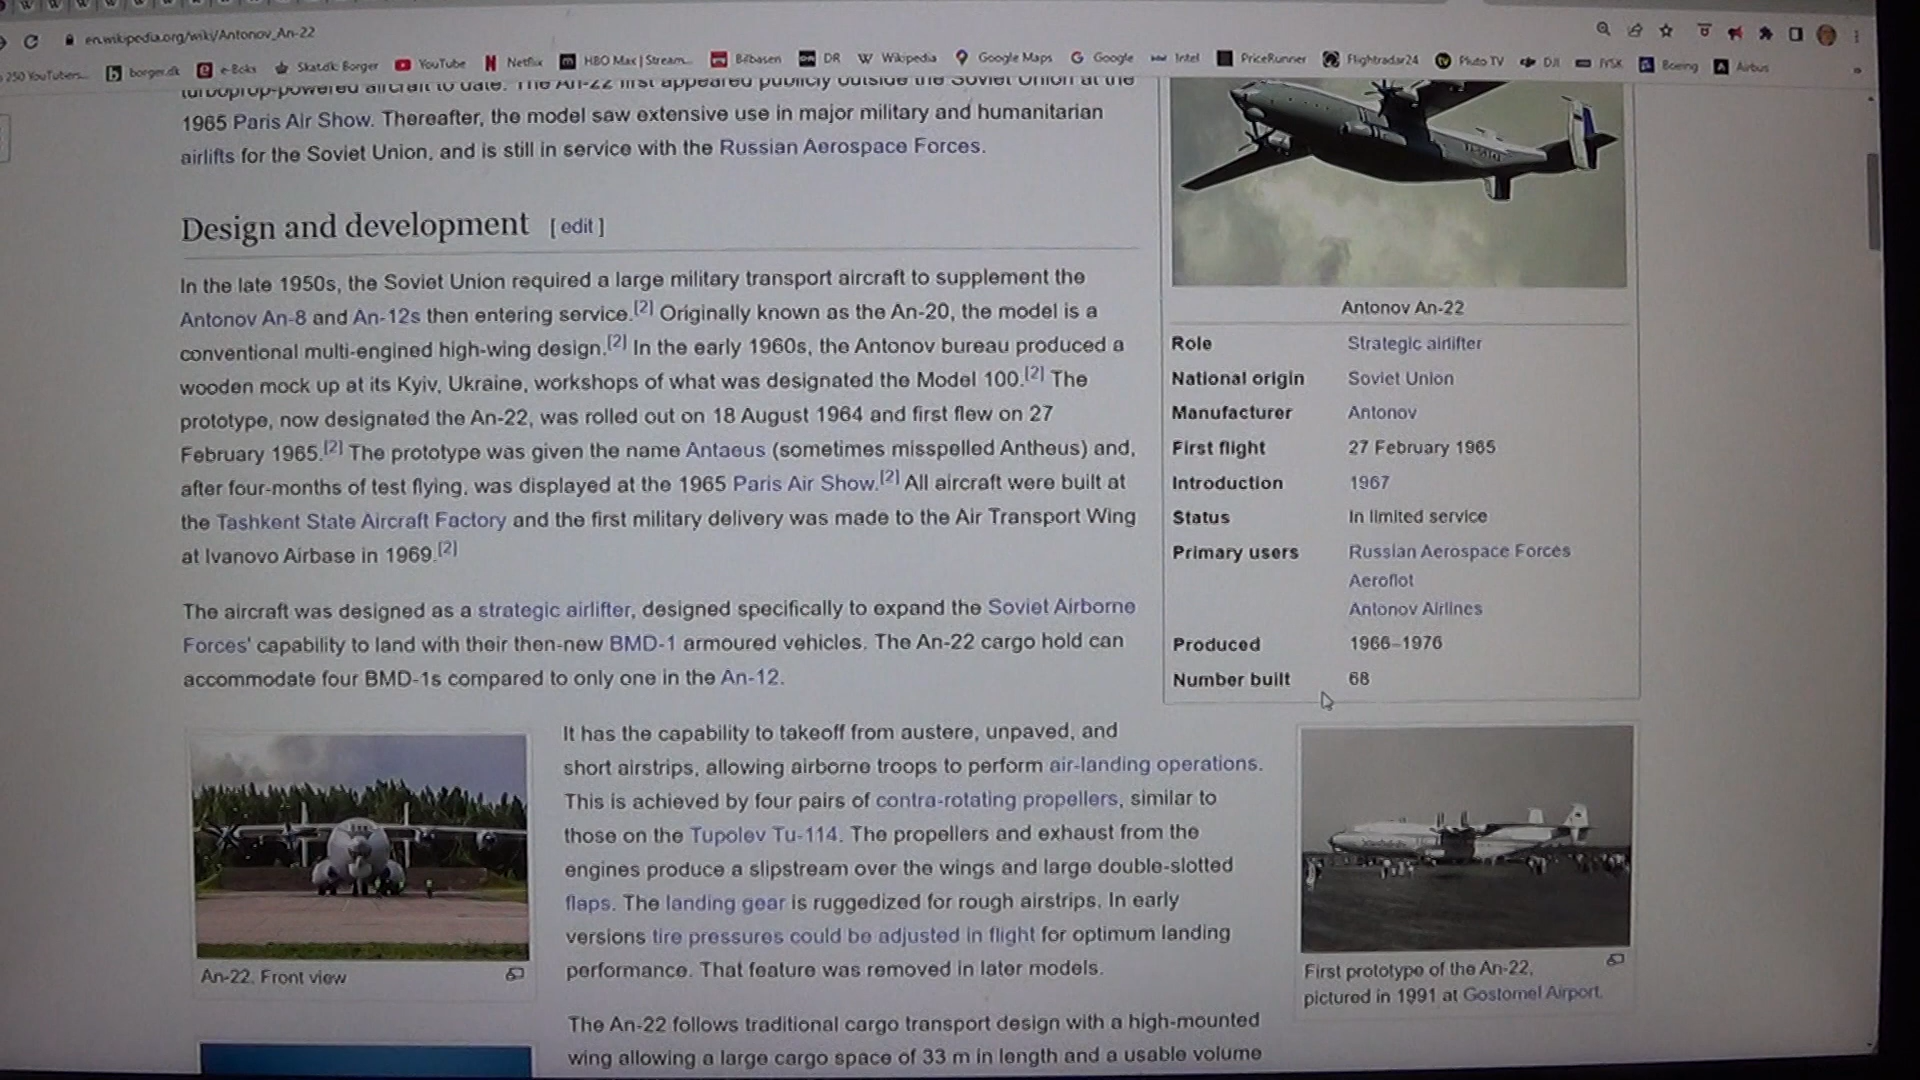 en.wikipedia.org/wiki/Antonov_An-22
250 YouTubers... borger.dk e-Boks Skat.dk: Borger YouTube Netflix HBO Max | Stream... Bilbasen DR Wikipedia Google Maps Google Intel PriceRunner Flightradar24 Pluto TV DJI JYSK Boeing Airbus »
turboprop-powered aircraft to date. The An-22 first appeared publicly outside the Soviet Union at the
1965 Paris Air Show. Thereafter, the model saw extensive use in major military and humanitarian
airlifts for the Soviet Union, and is still in service with the Russian Aerospace Forces.
Design and development [ edit ]
In the late 1950s, the Soviet Union required a large military transport aircraft to supplement the
Antonov An-8 and An-12s then entering service.[2] Originally known as the An-20, the model is a
conventional multi-engined high-wing design.[2] In the early 1960s, the Antonov bureau produced a
wooden mock up at its Kyiv, Ukraine, workshops of what was designated the Model 100.[2] The
prototype, now designated the An-22, was rolled out on 18 August 1964 and first flew on 27
February 1965.[2] The prototype was given the name Antaeus (sometimes misspelled Antheus) and,
after four-months of test flying, was displayed at the 1965 Paris Air Show.[2] All aircraft were built at
the Tashkent State Aircraft Factory and the first military delivery was made to the Air Transport Wing
at Ivanovo Airbase in 1969.[2]
The aircraft was designed as a strategic airlifter, designed specifically to expand the Soviet Airborne
Forces' capability to land with their then-new BMD-1 armoured vehicles. The An-22 cargo hold can
accommodate four BMD-1s compared to only one in the An-12.
Antonov An-22
Role Strategic airlifter
National origin Soviet Union
Manufacturer Antonov
First flight 27 February 1965
Introduction 1967
Status In limited service
Primary users Russian Aerospace Forces
Aeroflot
Antonov Airlines
Produced 1966–1976
Number built 68
An-22. Front view
It has the capability to takeoff from austere, unpaved, and
short airstrips, allowing airborne troops to perform air-landing operations.
This is achieved by four pairs of contra-rotating propellers, similar to
those on the Tupolev Tu-114. The propellers and exhaust from the
engines produce a slipstream over the wings and large double-slotted
flaps. The landing gear is ruggedized for rough airstrips. In early
versions tire pressures could be adjusted in flight for optimum landing
performance. That feature was removed in later models.
The An-22 follows traditional cargo transport design with a high-mounted
wing allowing a large cargo space of 33 m in length and a usable volume
First prototype of the An-22,
pictured in 1991 at Gostomel Airport.